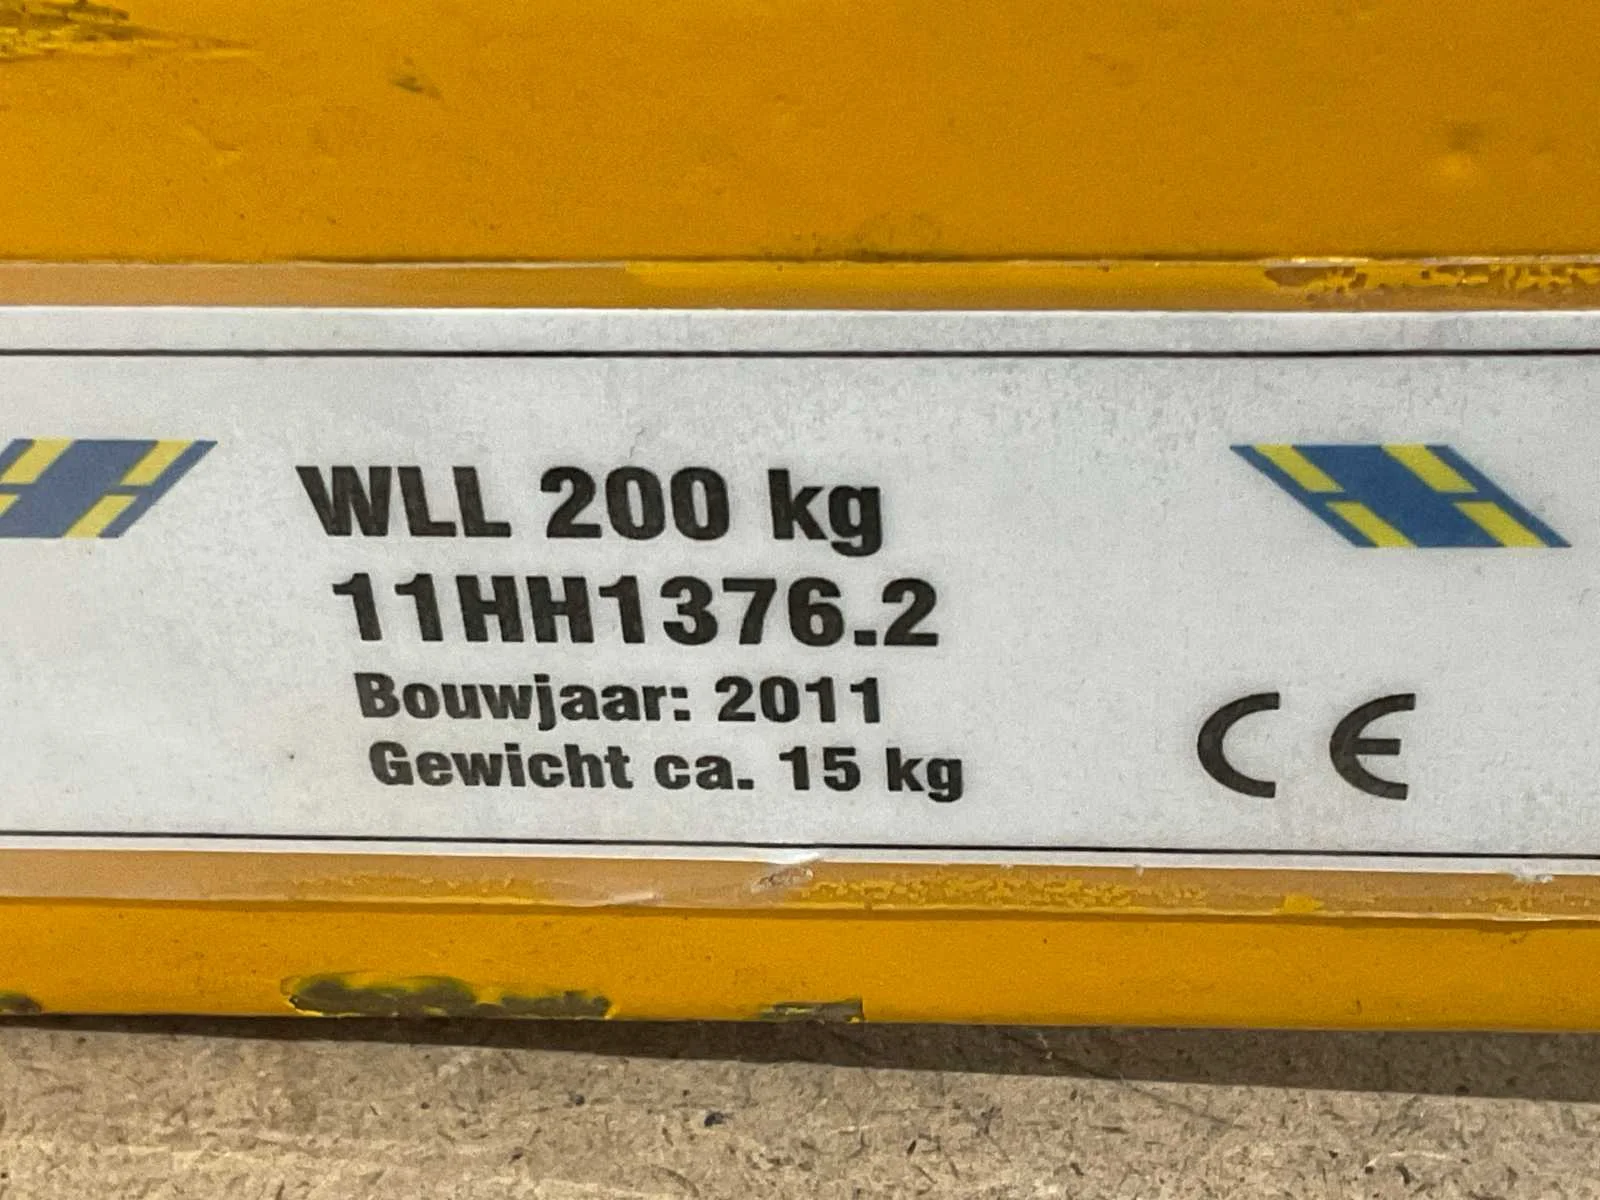 WLL 200 kg
11HH1376.2
Bouwjaar: 2011
Gewicht ca. 15 kg
CE